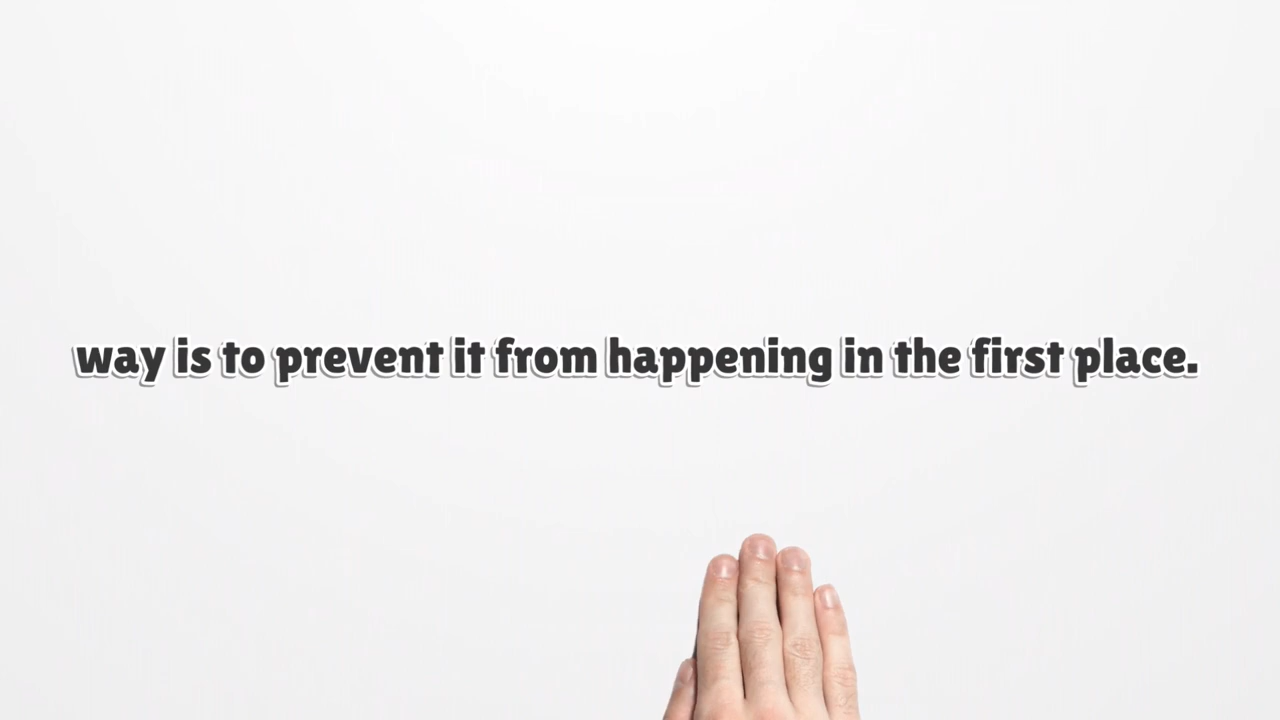 way is to prevent it from happening in the first place.